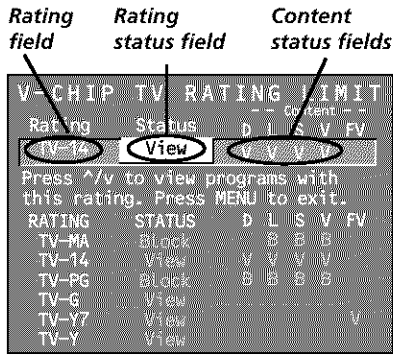 Rating Rating Content
field status field status fields
V-CHIP TV RATING LIMIT
-- Content --
Rating Status D L S V FV
TV-14 View V V V V
Press ^/v to view programs with
this rating. Press MENU to exit.
RATING STATUS D L S V FV
TV-MA Block B B B
TV-14 View V V V V
TV-PG Block B B B B
TV-G View
TV-Y7 View V
TV-Y View